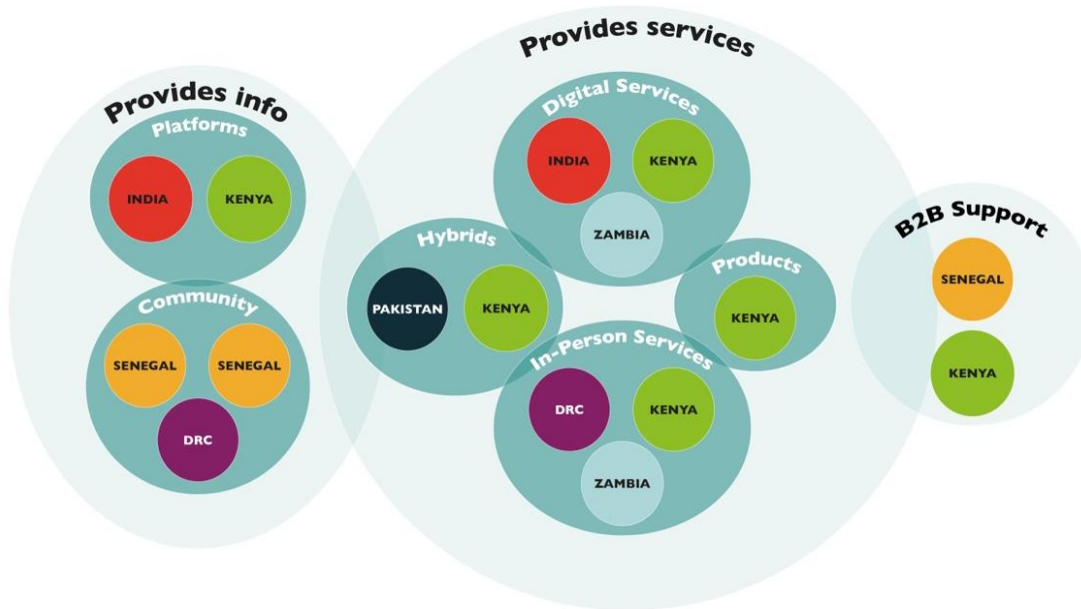 Provides info
Platforms
INDIA
KENYA
Community
SENEGAL
SENEGAL
DRC
Provides services
Digital Services
INDIA
KENYA
ZAMBIA
Hybrids
PAKISTAN
KENYA
Products
KENYA
In-Person Services
DRC
KENYA
ZAMBIA
B2B Support
SENEGAL
KENYA